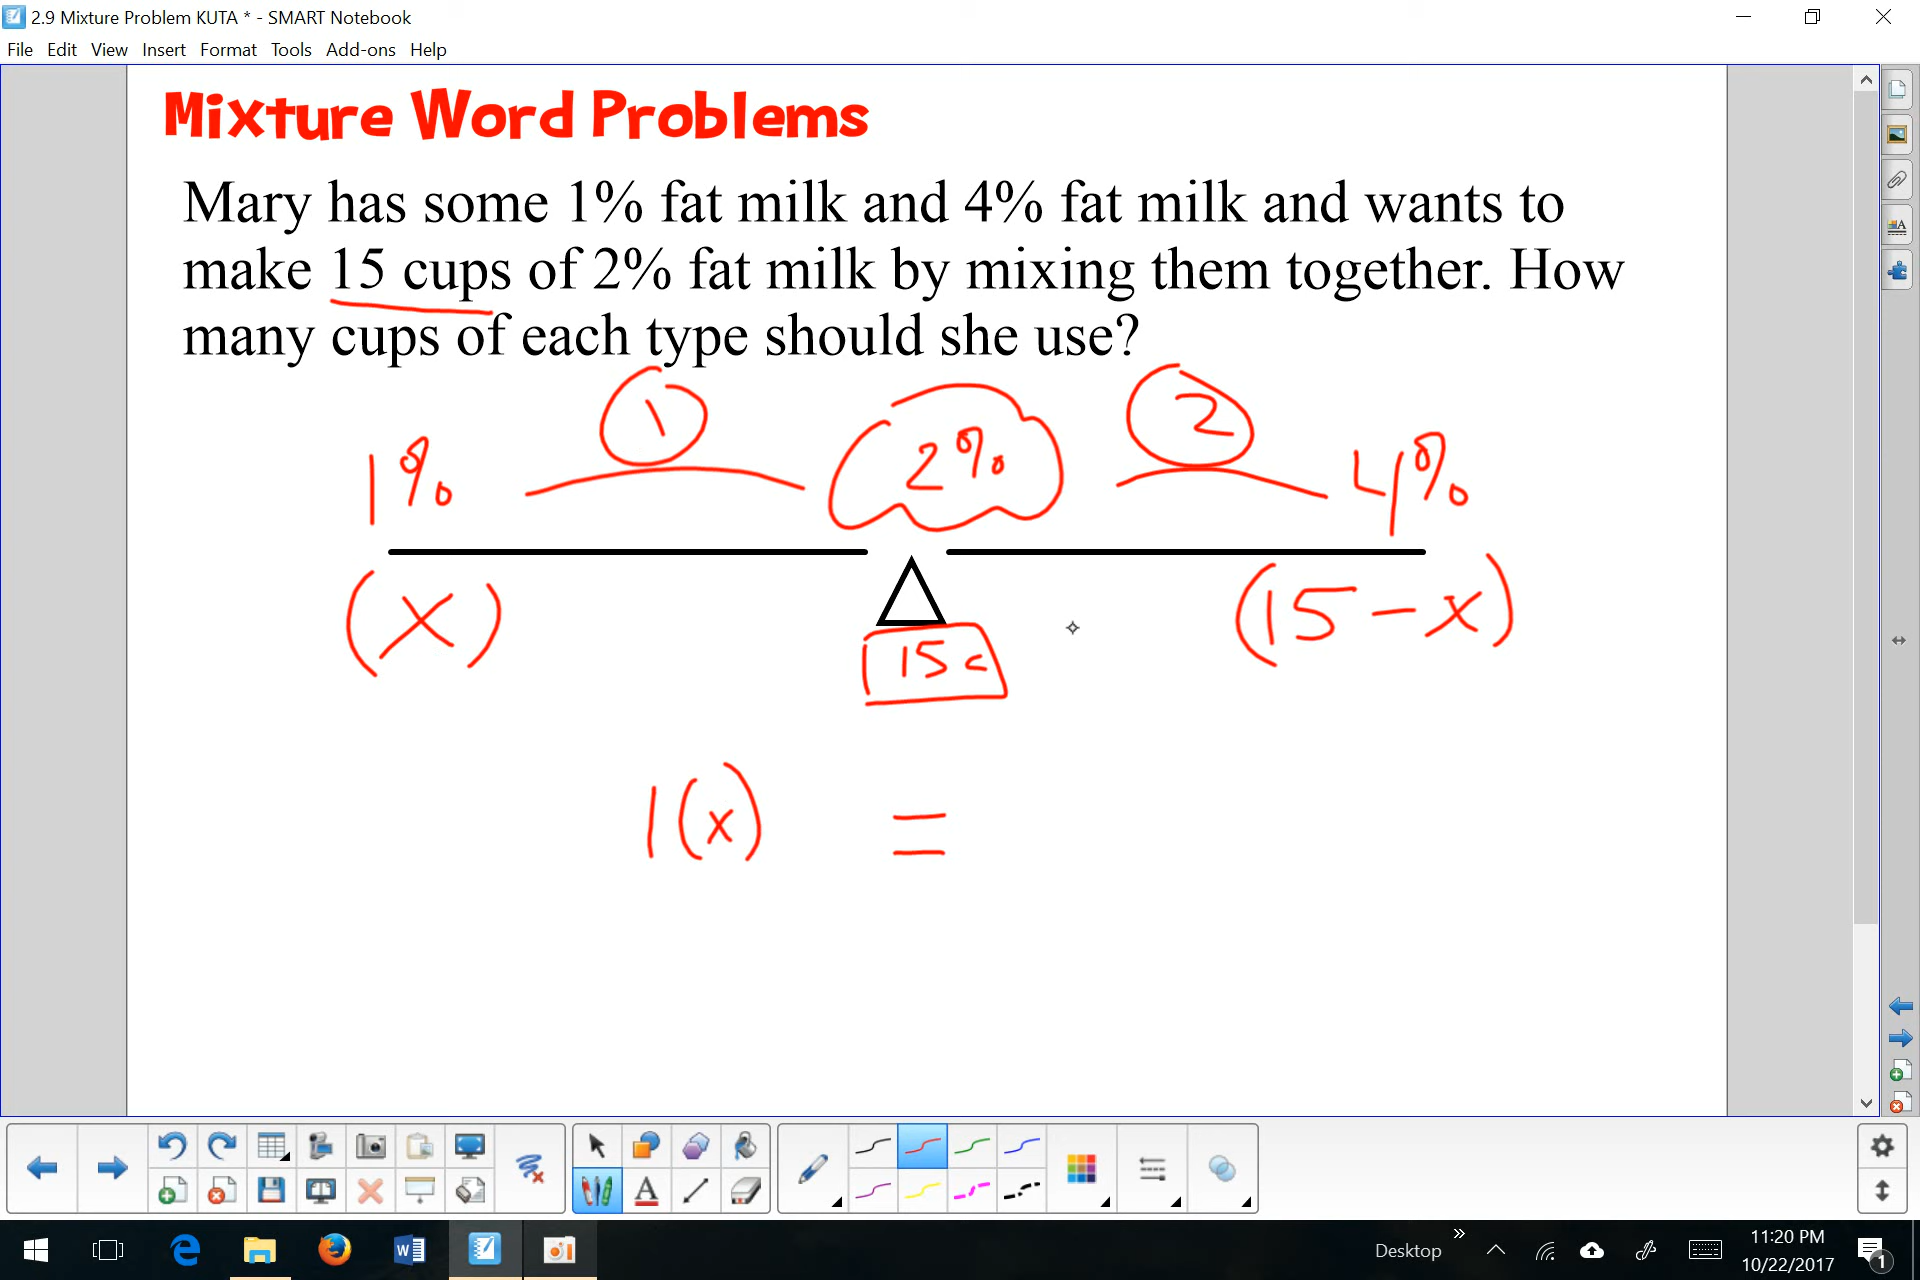 2.9 Mixture Problem KUTA * - SMART Notebook
File Edit View Insert Format Tools Add-ons Help
Mixture Word Problems
Mary has some 1% fat milk and 4% fat milk and wants to
make 15 cups of 2% fat milk by mixing them together. How
many cups of each type should she use?
1 2
1% 2% 4%
(x) (15-x)
15 c
1(x) =
Desktop
11:20 PM
10/22/2017
1